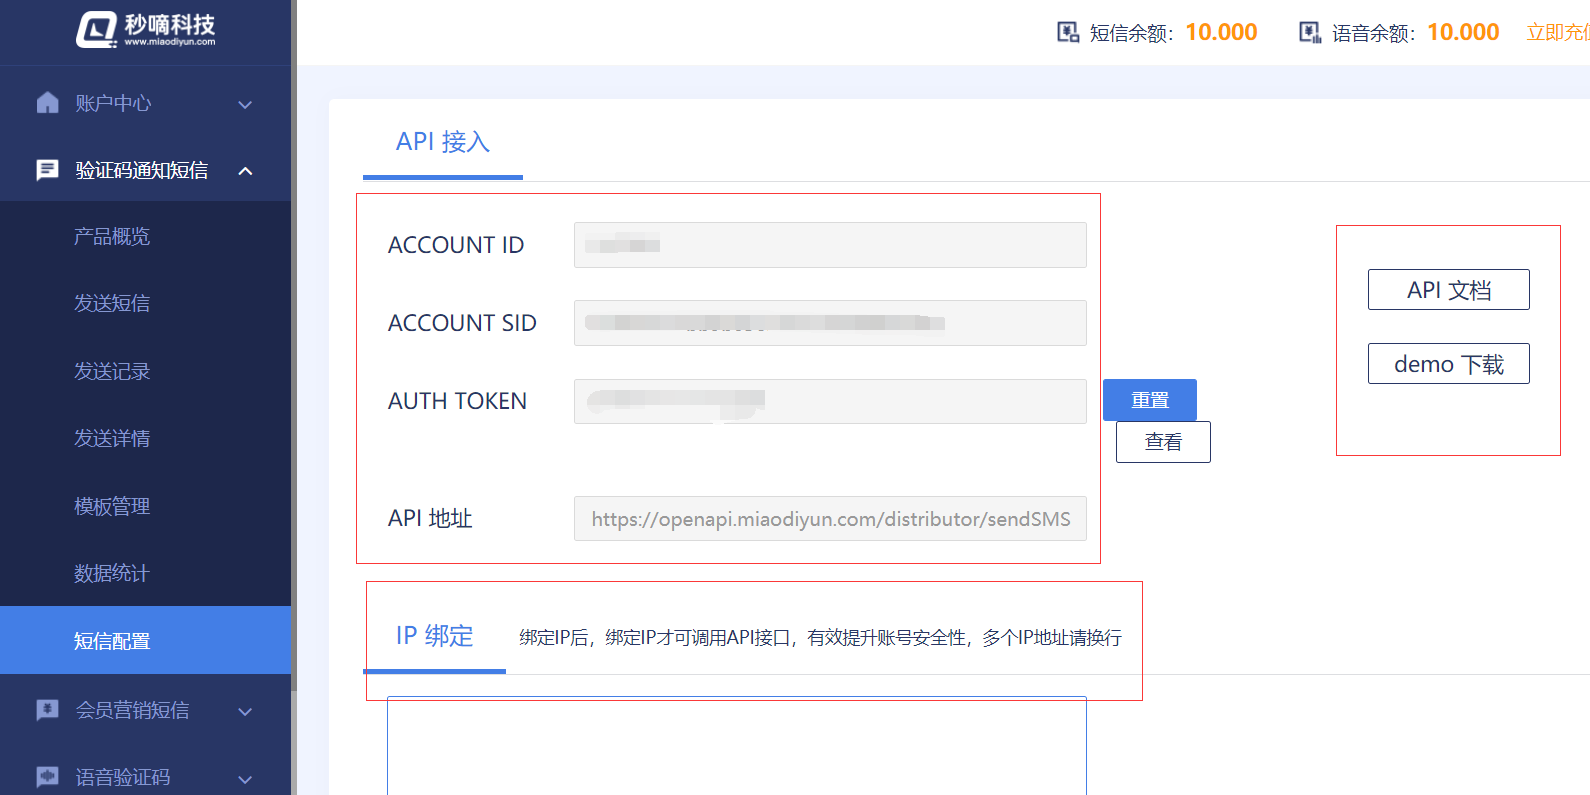 秒嘀科技
www.miaodiyun.com
短信余额：10.000
语音余额：10.000
立即充值
账户中心
验证码通知短信
产品概览
发送短信
发送记录
发送详情
模板管理
数据统计
短信配置
会员营销短信
语音验证码
API 接入
ACCOUNT ID
ACCOUNT SID
AUTH TOKEN
重置
查看
API 地址
https://openapi.miaodiyun.com/distributor/sendSMS
API 文档
demo 下载
IP 绑定
绑定IP后，绑定IP才可调用API接口，有效提升账号安全性，多个IP地址请换行